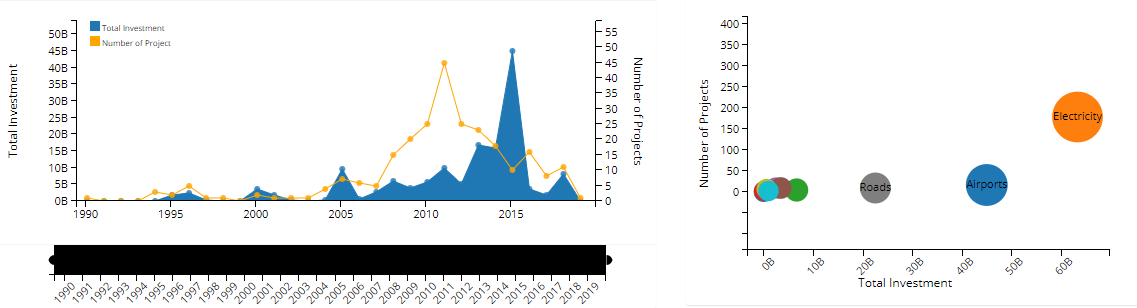 Total Investment
Number of Project
50B
45B
40B
35B
30B
25B
20B
15B
10B
5B
0B
Total Investment
55
50
45
40
35
30
25
20
15
10
5
0
Number of Projects
1990 1995 2000 2005 2010 2015
1990 1991 1992 1993 1994 1995 1996 1997 1998 1999 2000 2001 2002 2003 2004 2005 2006 2007 2008 2009 2010 2011 2012 2013 2014 2015 2016 2017 2018 2019
400
350
300
250
200
150
100
50
0
Number of Projects
Electricity
Airports
Roads
0B 10B 20B 30B 40B 50B 60B
Total Investment